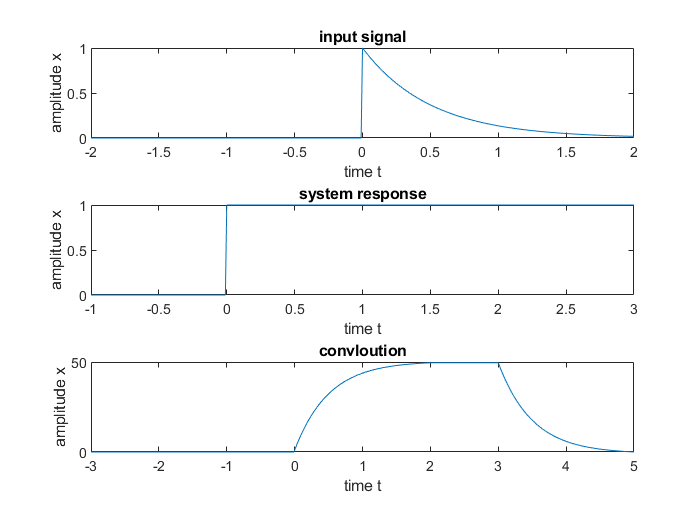 input signal
amplitude x
1
0.5
0
-2 -1.5 -1 -0.5 0 0.5 1 1.5 2
time t
system response
amplitude x
1
0.5
0
-1 -0.5 0 0.5 1 1.5 2 2.5 3
time t
convloution
amplitude x
50
0
-3 -2 -1 0 1 2 3 4 5
time t